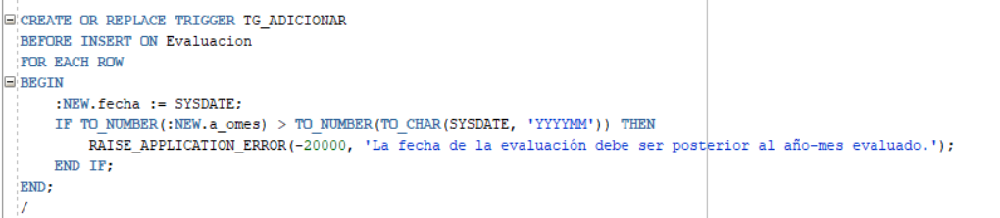 CREATE OR REPLACE TRIGGER TG_ADICIONAR
BEFORE INSERT ON Evaluacion
FOR EACH ROW
BEGIN
    :NEW.fecha := SYSDATE;
    IF TO_NUMBER(:NEW.a_omes) > TO_NUMBER(TO_CHAR(SYSDATE, 'YYYYMM')) THEN
        RAISE_APPLICATION_ERROR(-20000, 'La fecha de la evaluación debe ser posterior al año-mes evaluado.');
    END IF;
END;
/